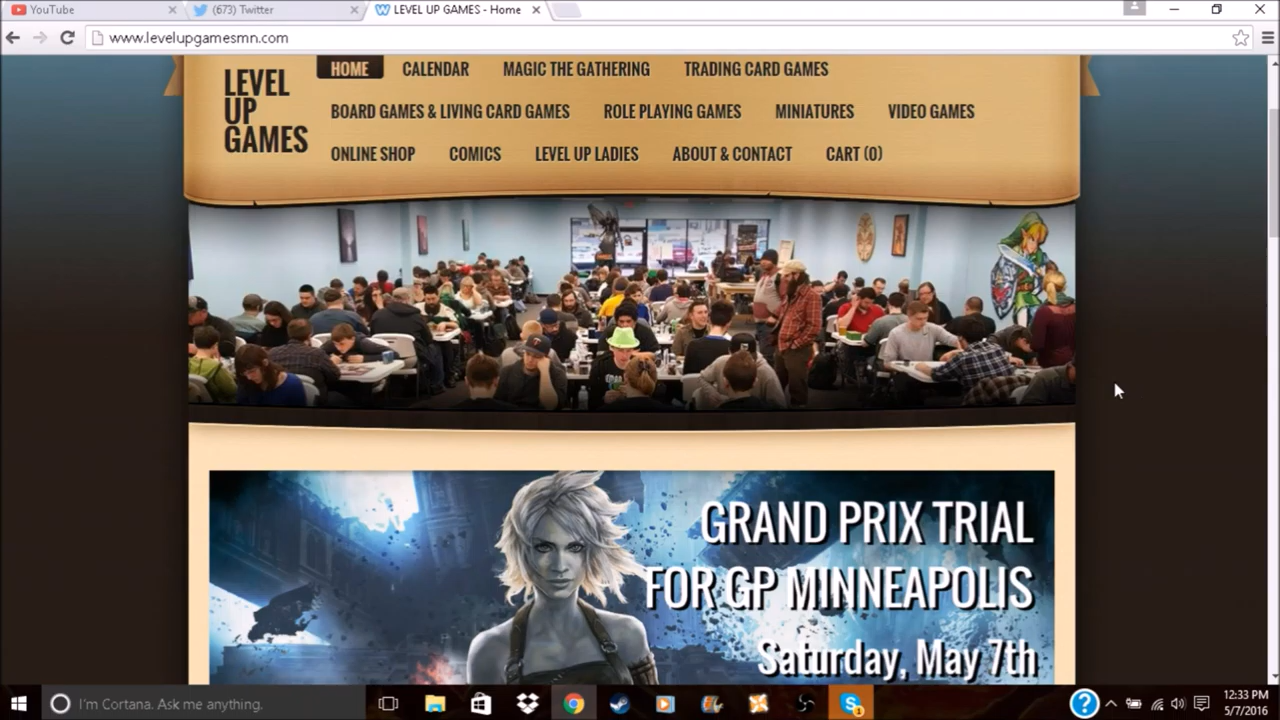 YouTube
(673) Twitter
LEVEL UP GAMES - Home
www.levelupgamesmn.com
LEVEL
UP
GAMES
HOME CALENDAR MAGIC THE GATHERING TRADING CARD GAMES
BOARD GAMES & LIVING CARD GAMES ROLE PLAYING GAMES MINIATURES VIDEO GAMES
ONLINE SHOP COMICS LEVEL UP LADIES ABOUT & CONTACT CART (0)
GRAND PRIX TRIAL
FOR GP MINNEAPOLIS
Saturday, May 7th
I'm Cortana. Ask me anything.
12:33 PM
5/7/2016